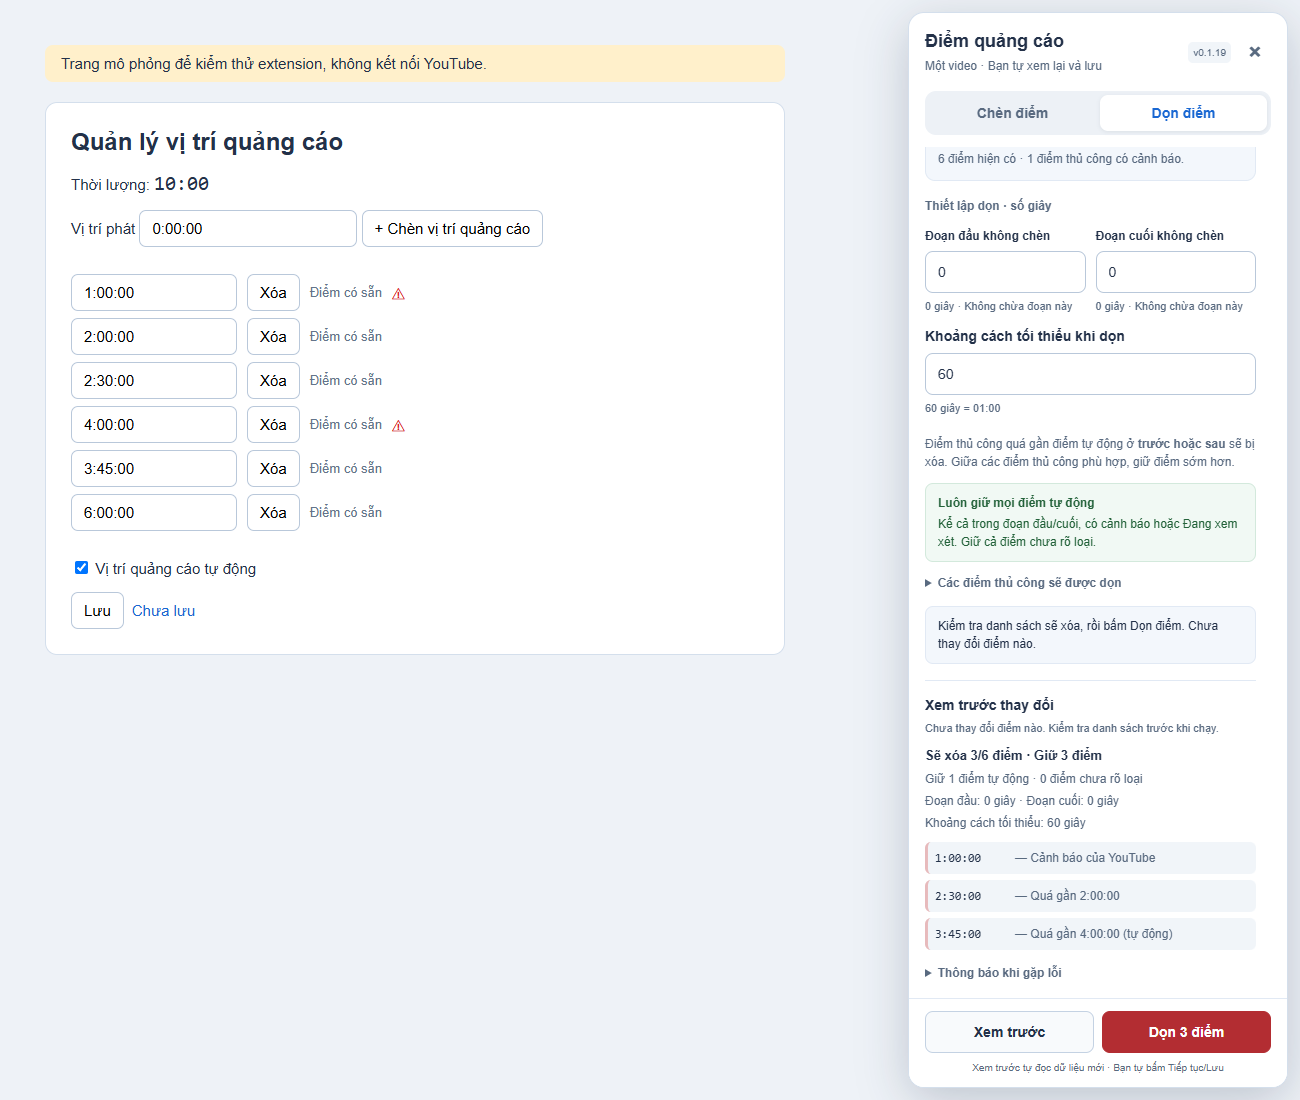 Trang mô phỏng để kiểm thử extension, không kết nối YouTube.
Quản lý vị trí quảng cáo
Thời lượng: 10:00
Vị trí phát 0:00:00 + Chèn vị trí quảng cáo
1:00:00 Xóa Điểm có sẵn
2:00:00 Xóa Điểm có sẵn
2:30:00 Xóa Điểm có sẵn
4:00:00 Xóa Điểm có sẵn
3:45:00 Xóa Điểm có sẵn
6:00:00 Xóa Điểm có sẵn
Vị trí quảng cáo tự động
Lưu Chưa lưu
Điểm quảng cáo
Một video · Bạn tự xem lại và lưu
v0.1.19
Chèn điểm Dọn điểm
6 điểm hiện có · 1 điểm thủ công có cảnh báo.
Thiết lập dọn · số giây
Đoạn đầu không chèn Đoạn cuối không chèn
0 0
0 giây · Không chừa đoạn này 0 giây · Không chừa đoạn này
Khoảng cách tối thiểu khi dọn
60
60 giây = 01:00
Điểm thủ công quá gần điểm tự động ở trước hoặc sau sẽ bị
xóa. Giữa các điểm thủ công phù hợp, giữ điểm sớm hơn.
Luôn giữ mọi điểm tự động
Kể cả trong đoạn đầu/cuối, có cảnh báo hoặc Đang xem
xét. Giữ cả điểm chưa rõ loại.
Các điểm thủ công sẽ được dọn
Kiểm tra danh sách sẽ xóa, rồi bấm Dọn điểm. Chưa
thay đổi điểm nào.
Xem trước thay đổi
Chưa thay đổi điểm nào. Kiểm tra danh sách trước khi chạy.
Sẽ xóa 3/6 điểm · Giữ 3 điểm
Giữ 1 điểm tự động · 0 điểm chưa rõ loại
Đoạn đầu: 0 giây · Đoạn cuối: 0 giây
Khoảng cách tối thiểu: 60 giây
1:00:00 — Cảnh báo của YouTube
2:30:00 — Quá gần 2:00:00
3:45:00 — Quá gần 4:00:00 (tự động)
Thông báo khi gặp lỗi
Xem trước Dọn 3 điểm
Xem trước tự đọc dữ liệu mới · Bạn tự bấm Tiếp tục/Lưu